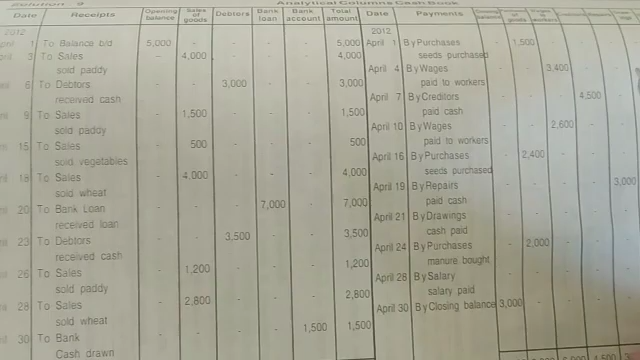 Solution 9
Analytical Columns Cash Book
Date Receipts Opening balance Sales of goods Debtors Bank loan Bank account Total amount Date Payments balance of goods workers
2012 2012
1 To Balance b/d 5,000 - - - - 5,000 April 1 By Purchases - 1,500
3 To Sales - 4,000 - - - 4,000 seeds purchased
sold paddy April 4 By Wages - - 3,400
6 To Debtors - - 3,000 - - 3,000 paid to workers
received cash April 7 By Creditors - - - 4,500
9 To Sales - 1,500 - - - 1,500 paid cash
sold paddy April 10 By Wages - - 2,600
15 To Sales - 500 - - - 500 paid to workers
sold vegetables April 16 By Purchases - 2,400
18 To Sales - 4,000 - - - 4,000 seeds purchased
sold wheat April 19 By Repairs - - - - 3,000
20 To Bank Loan - - - 7,000 - 7,000 paid cash
received loan April 21 By Drawings
23 To Debtors - - 3,500 - - 3,500 cash paid
received cash April 24 By Purchases - 2,000
26 To Sales - 1,200 - - - 1,200 manure bought
sold paddy April 28 By Salary
28 To Sales - 2,800 - - - 2,800 salary paid
sold wheat April 30 By Closing balance 3,000
30 To Bank - - - - 1,500 1,500
Cash drawn